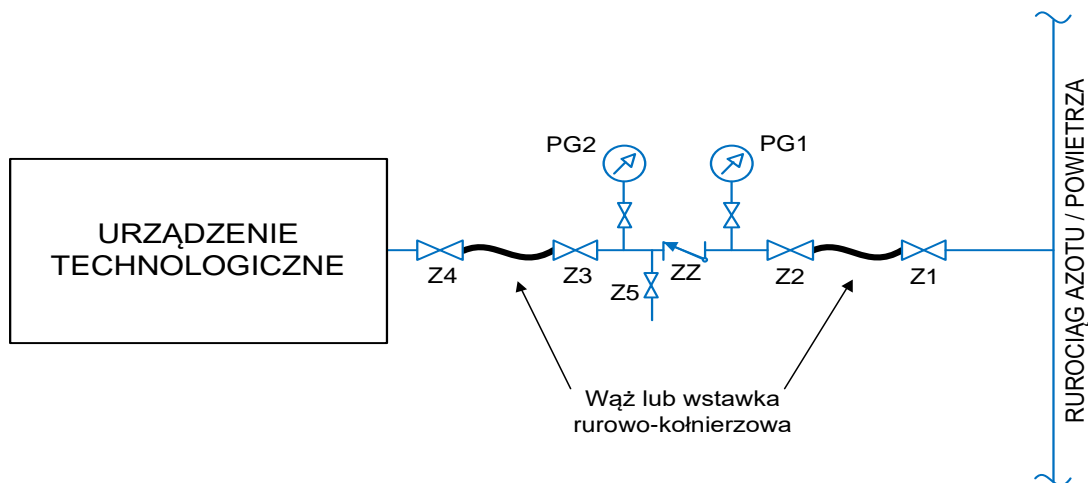 PG2
PG1
URZĄDZENIE
TECHNOLOGICZNE
Z4
Z3
Z5
ZZ
Z2
Z1
Wąż lub wstawka
rurowo-kołnierzowa
RUROCIĄG AZOTU / POWIETRZA